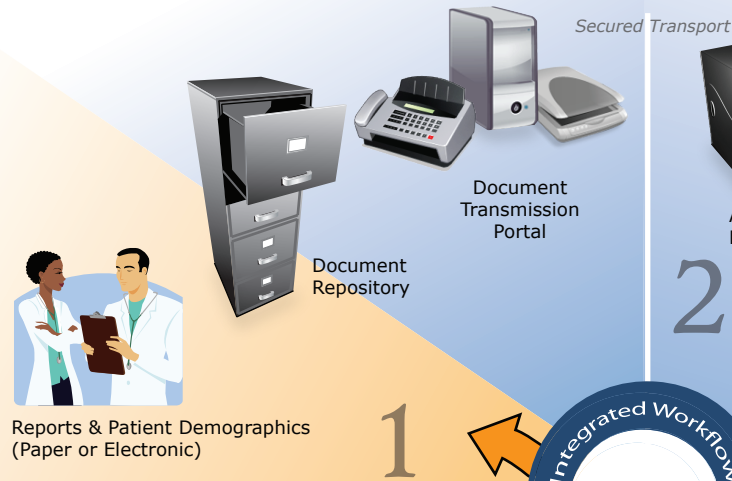 Secured Transport
Document
Transmission
Portal
Document
Repository
2
Reports & Patient Demographics
(Paper or Electronic)
1
Integrated Workflow